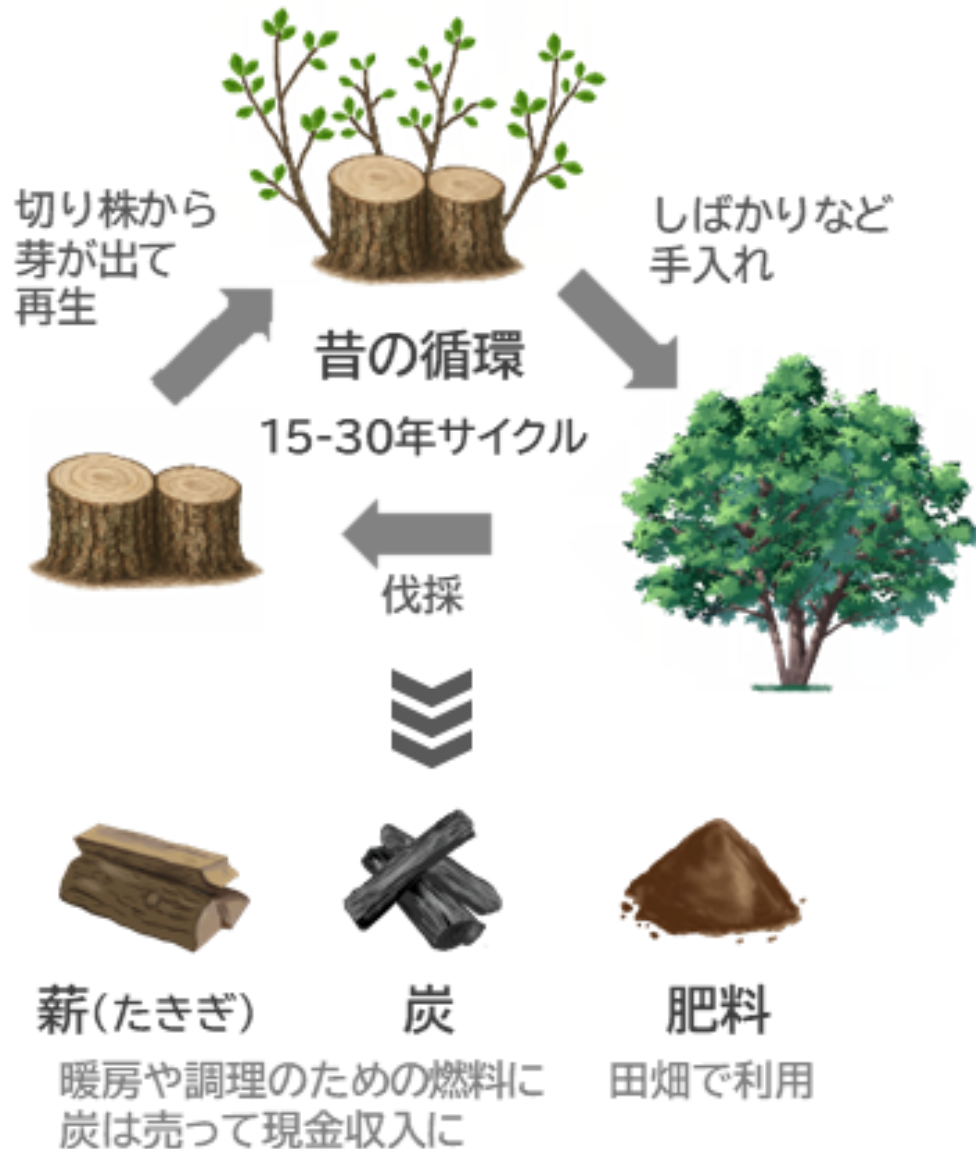 切り株から
芽が出て
再生
しばかりなど
手入れ
昔の循環
15-30年サイクル
伐採
薪(たきぎ)
炭
肥料
暖房や調理のための燃料に
炭は売って現金収入に
田畑で利用